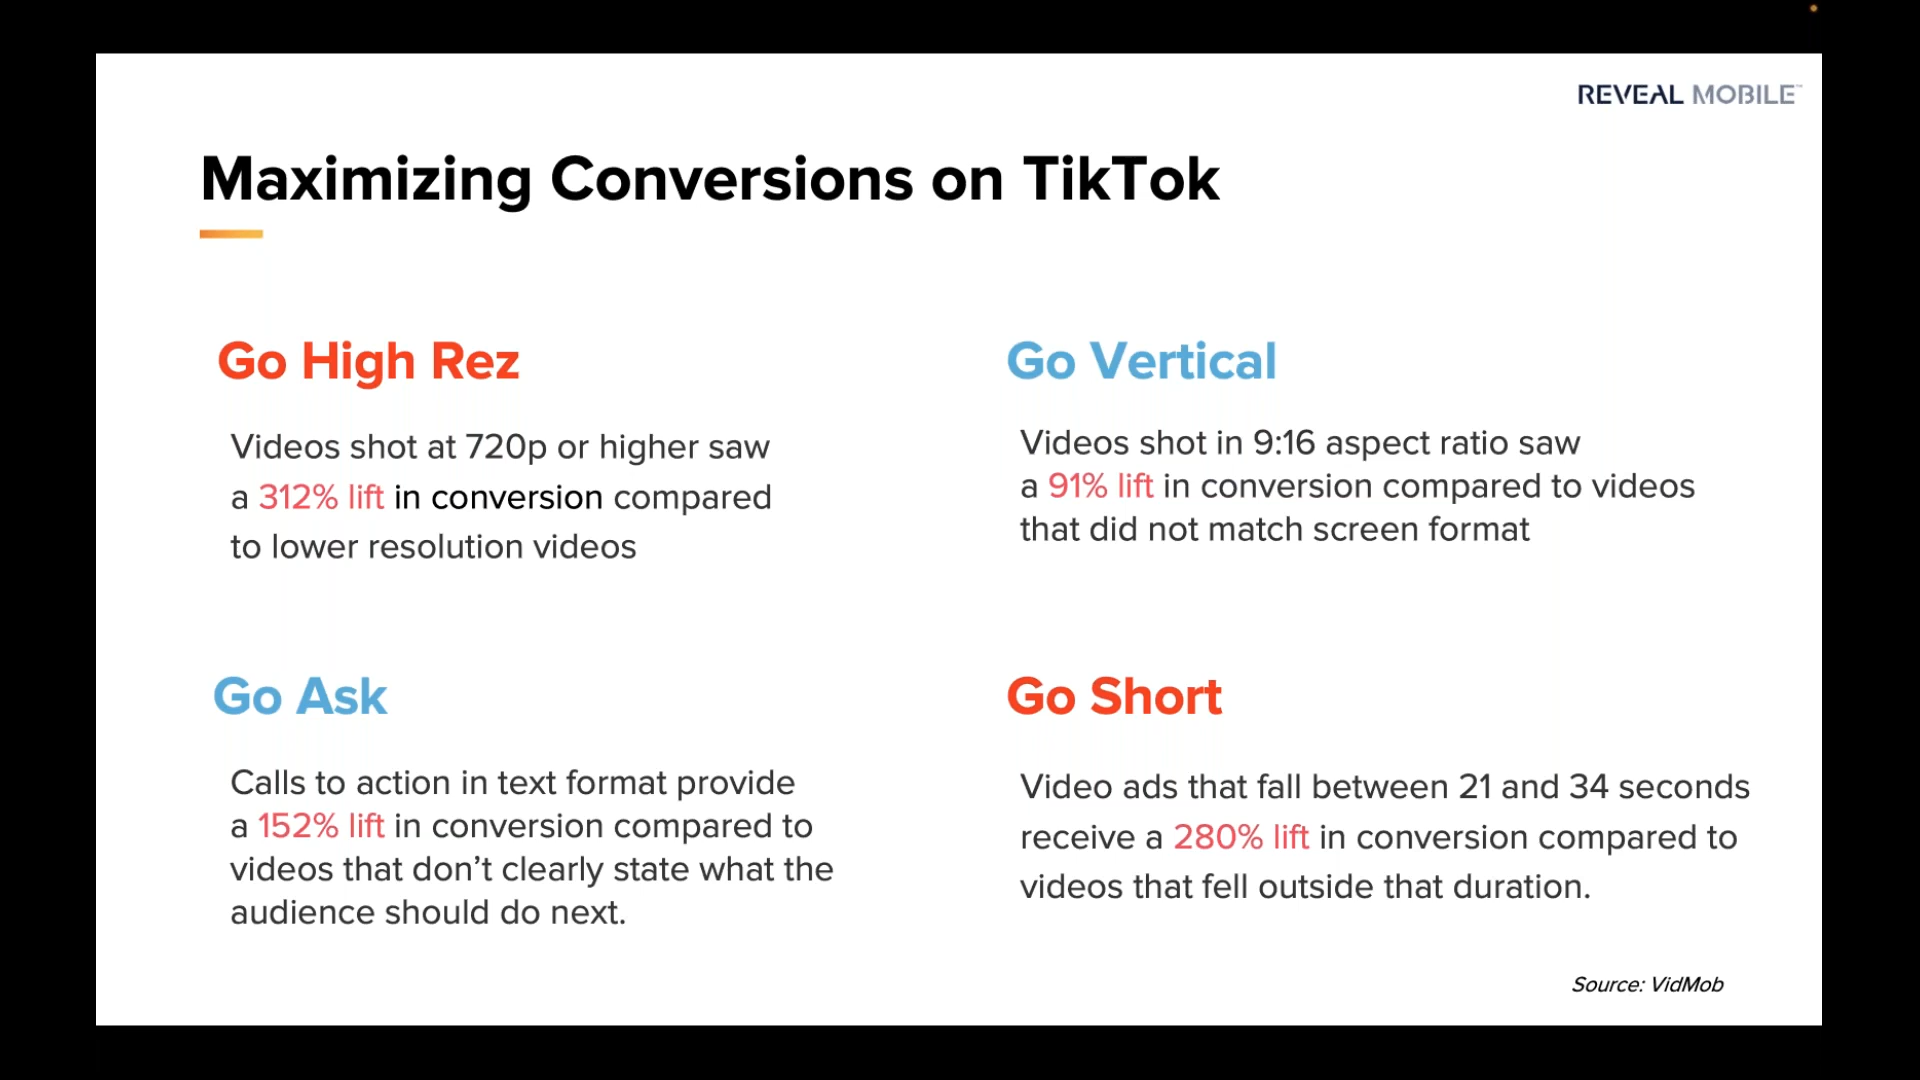 REVEAL MOBILE™
Maximizing Conversions on TikTok
Go High Rez
Videos shot at 720p or higher saw
a 312% lift in conversion compared
to lower resolution videos
Go Vertical
Videos shot in 9:16 aspect ratio saw
a 91% lift in conversion compared to videos
that did not match screen format
Go Ask
Calls to action in text format provide
a 152% lift in conversion compared to
videos that don’t clearly state what the
audience should do next.
Go Short
Video ads that fall between 21 and 34 seconds
receive a 280% lift in conversion compared to
videos that fell outside that duration.
Source: VidMob